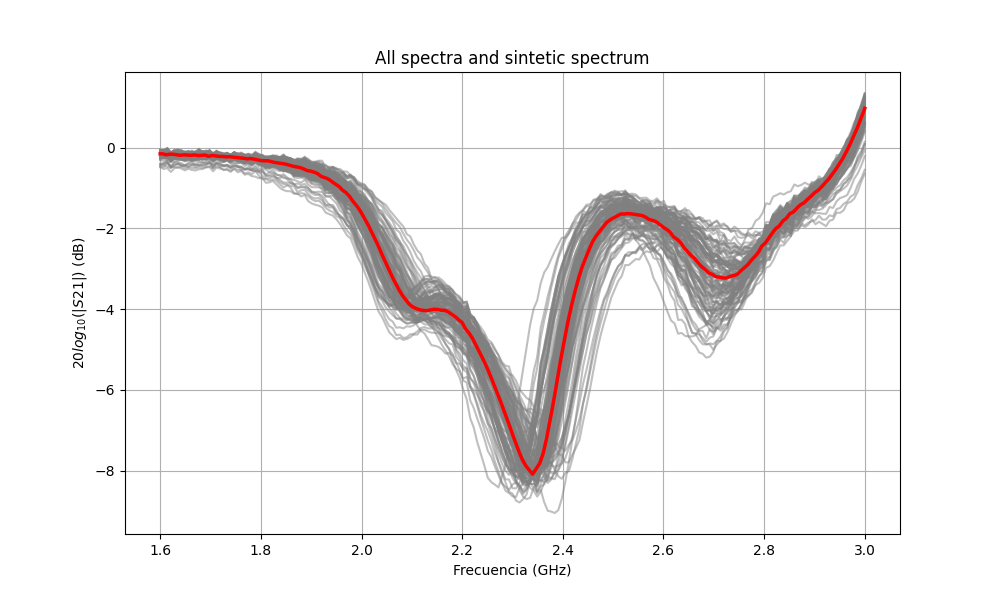 All spectra and sintetic spectrum
0
−2
−4
−6
−8
20log₁₀(|S21|) (dB)
1.6 1.8 2.0 2.2 2.4 2.6 2.8 3.0
Frecuencia (GHz)